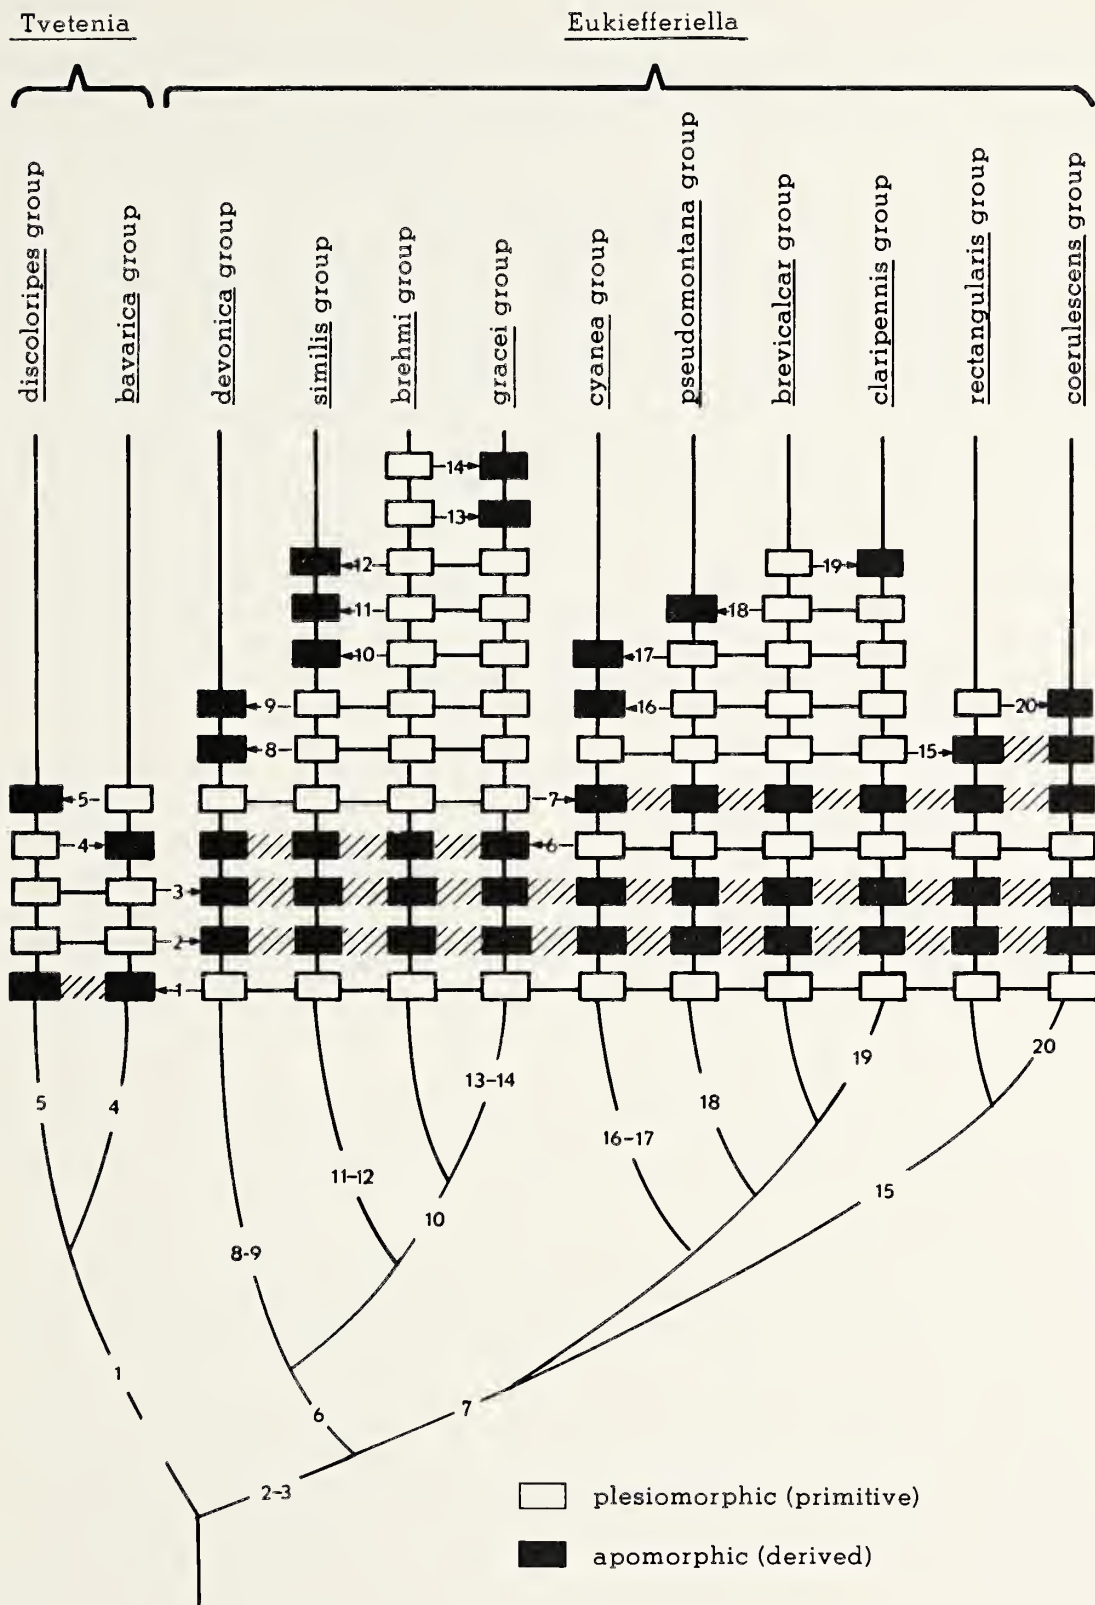 Tvetenia
Eukiefferiella
discoloripes group
bavarica group
devonica group
similis group
brehmi group
gracei group
cyanea group
pseudomontana group
brevicalcar group
claripennis group
rectangularis group
coerulescens group
14
13
12
19
11
18
10
17
9
16
20
8
15
5
7
4
6
3
2
1
5
4
13-14
18
19
20
16-17
11-12
10
15
8-9
1
6
7
2-3
plesiomorphic (primitive)
apomorphic (derived)